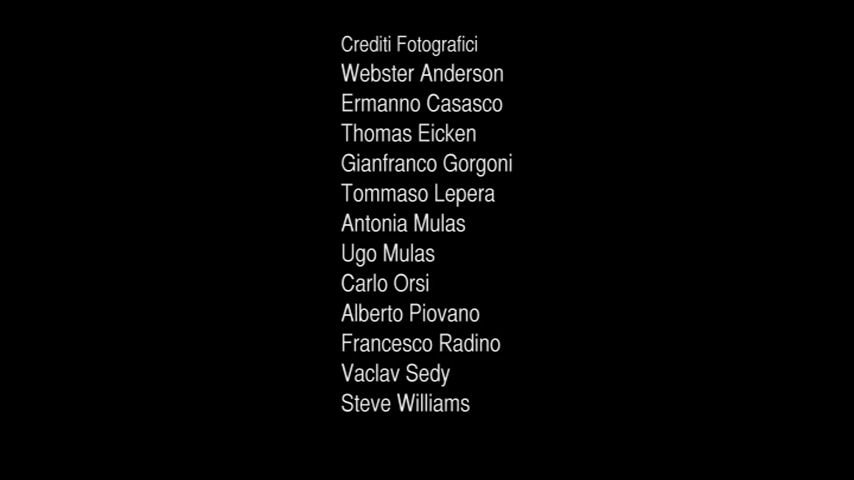 Crediti Fotografici
Webster Anderson
Ermanno Casasco
Thomas Eicken
Gianfranco Gorgoni
Tommaso Lepera
Antonia Mulas
Ugo Mulas
Carlo Orsi
Alberto Piovano
Francesco Radino
Vaclav Sedy
Steve Williams